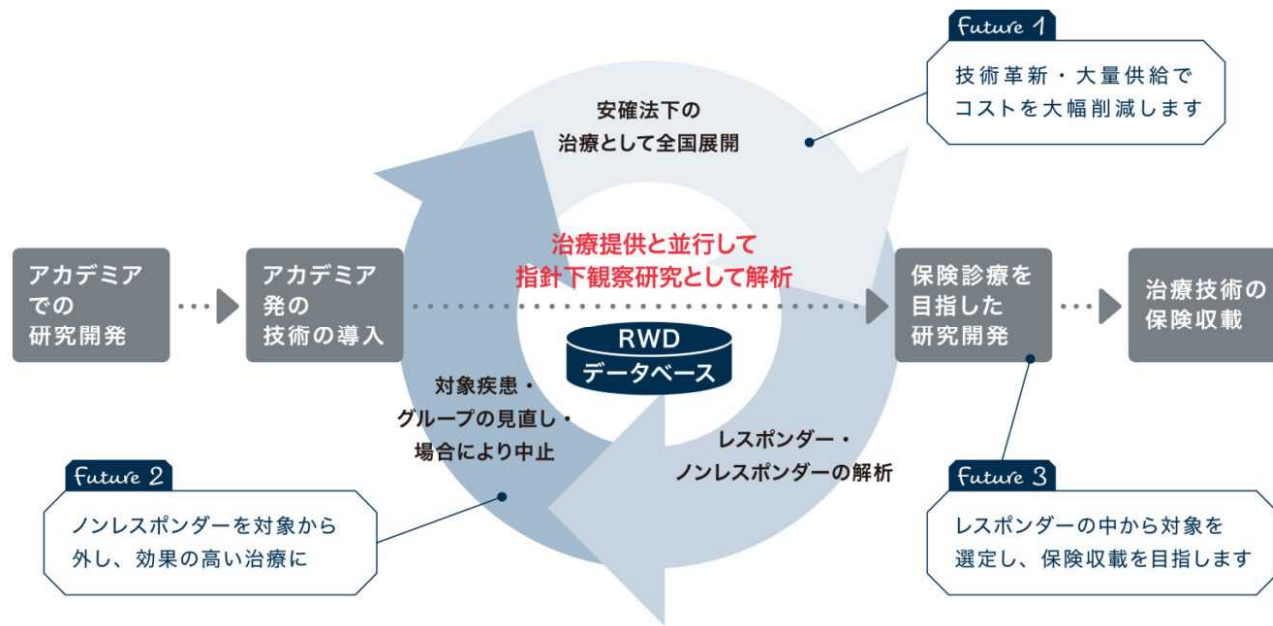 Future 1
技術革新・大量供給で
コストを大幅削減します
安確法下の
治療として全国展開
治療提供と並行して
指針下観察研究として解析
アカデミア
での
研究開発
アカデミア
発の
技術の導入
保険診療を
目指した
研究開発
治療技術の
保険収載
RWD
データベース
対象疾患・
グループの見直し・
場合により中止
レスポンダー・
ノンレスポンダーの解析
Future 2
ノンレスポンダーを対象から
外し、効果の高い治療に
Future 3
レスポンダーの中から対象を
選定し、保険収載を目指します